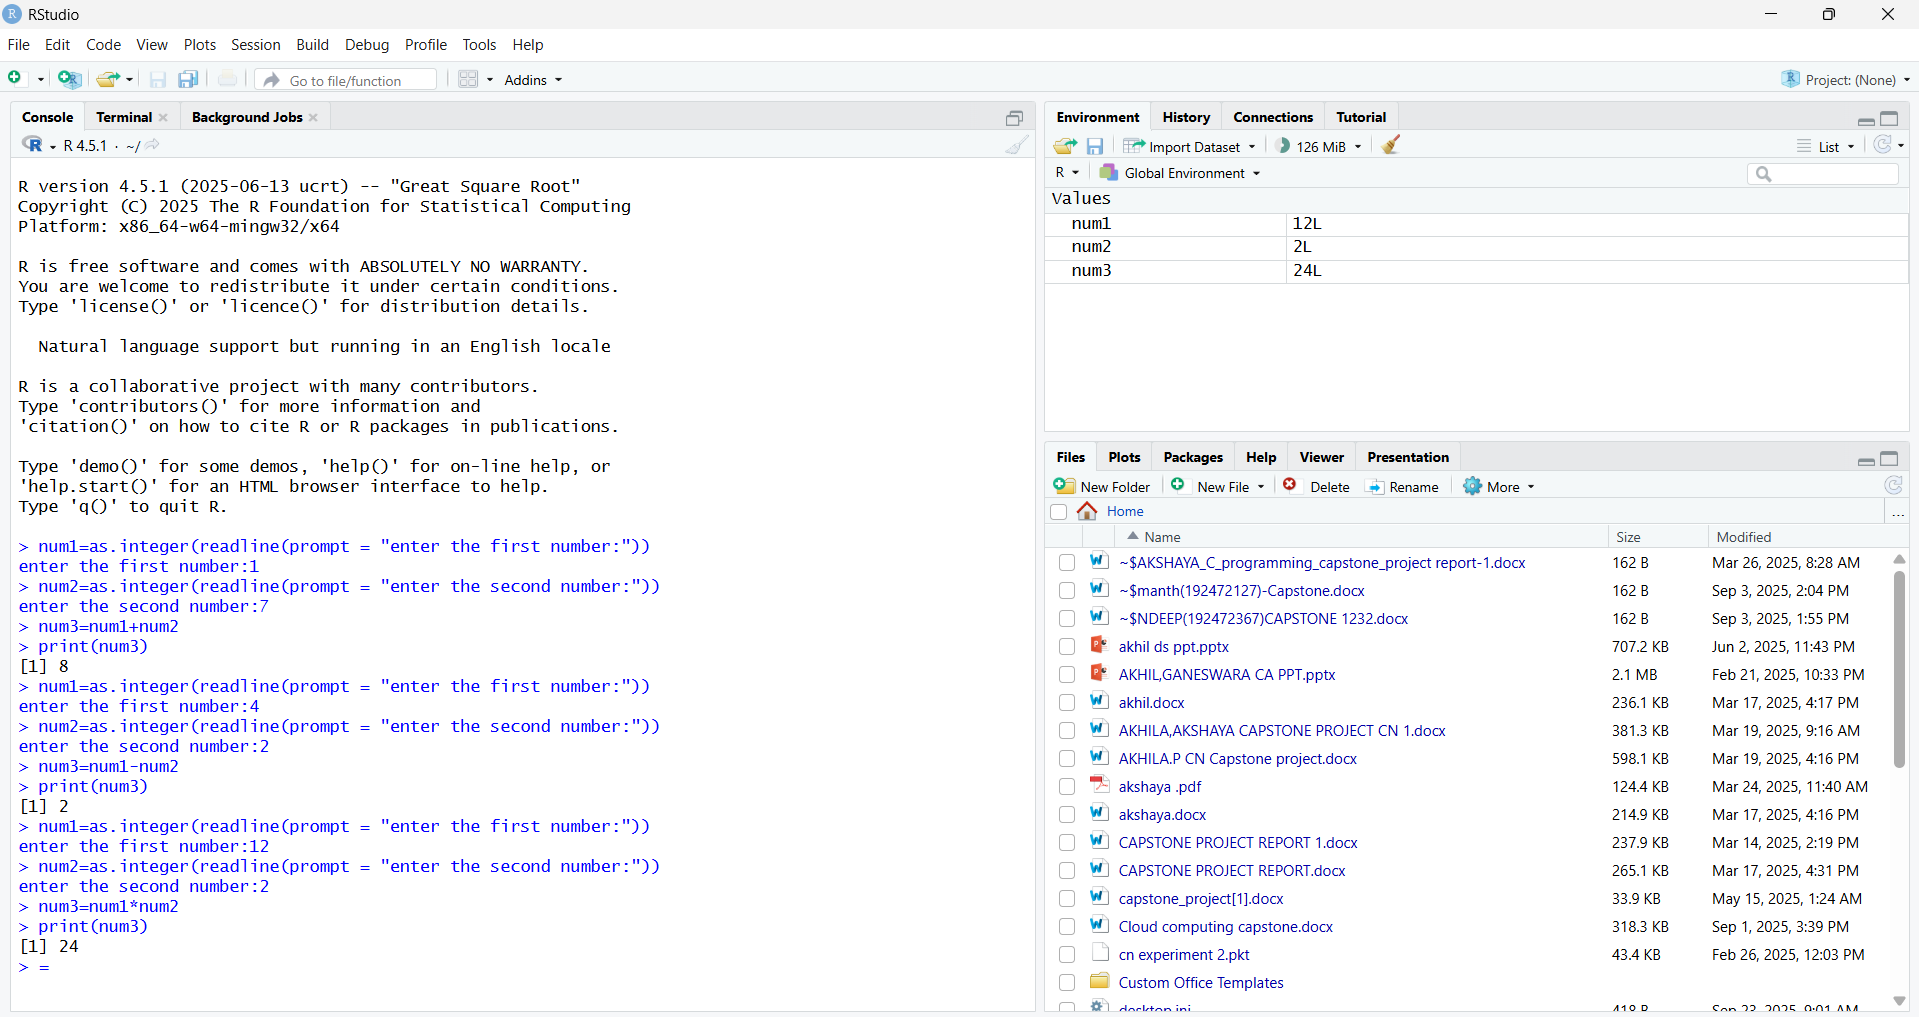 RStudio
File Edit Code View Plots Session Build Debug Profile Tools Help
Go to file/function Addins Project: (None)
Console Terminal Background Jobs
R 4.5.1 · ~/
R version 4.5.1 (2025-06-13 ucrt) -- "Great Square Root"
Copyright (C) 2025 The R Foundation for Statistical Computing
Platform: x86_64-w64-mingw32/x64
R is free software and comes with ABSOLUTELY NO WARRANTY.
You are welcome to redistribute it under certain conditions.
Type 'license()' or 'licence()' for distribution details.
Natural language support but running in an English locale
R is a collaborative project with many contributors.
Type 'contributors()' for more information and
'citation()' on how to cite R or R packages in publications.
Type 'demo()' for some demos, 'help()' for on-line help, or
'help.start()' for an HTML browser interface to help.
Type 'q()' to quit R.
> num1=as.integer(readline(prompt = "enter the first number:"))
enter the first number:1
> num2=as.integer(readline(prompt = "enter the second number:"))
enter the second number:7
> num3=num1+num2
> print(num3)
[1] 8
> num1=as.integer(readline(prompt = "enter the first number:"))
enter the first number:4
> num2=as.integer(readline(prompt = "enter the second number:"))
enter the second number:2
> num3=num1-num2
> print(num3)
[1] 2
> num1=as.integer(readline(prompt = "enter the first number:"))
enter the first number:12
> num2=as.integer(readline(prompt = "enter the second number:"))
enter the second number:2
> num3=num1*num2
> print(num3)
[1] 24
> =
Environment History Connections Tutorial
Import Dataset 126 MiB List
R Global Environment
Values
num1 12L
num2 2L
num3 24L
Files Plots Packages Help Viewer Presentation
New Folder New File Delete Rename More
Home ...
Name Size Modified
~$AKSHAYA_C_programming_capstone_project report-1.docx 162 B Mar 26, 2025, 8:28 AM
~$manth(192472127)-Capstone.docx 162 B Sep 3, 2025, 2:04 PM
~$NDEEP(192472367)CAPSTONE 1232.docx 162 B Sep 3, 2025, 1:55 PM
akhil ds ppt.pptx 707.2 KB Jun 2, 2025, 11:43 PM
AKHIL,GANESWARA CA PPT.pptx 2.1 MB Feb 21, 2025, 10:33 PM
akhil.docx 236.1 KB Mar 17, 2025, 4:17 PM
AKHILA,AKSHAYA CAPSTONE PROJECT CN 1.docx 381.3 KB Mar 19, 2025, 9:16 AM
AKHILA.P CN Capstone project.docx 598.1 KB Mar 19, 2025, 4:16 PM
akshaya .pdf 124.4 KB Mar 24, 2025, 11:40 AM
akshaya.docx 214.9 KB Mar 17, 2025, 4:16 PM
CAPSTONE PROJECT REPORT 1.docx 237.9 KB Mar 14, 2025, 2:19 PM
CAPSTONE PROJECT REPORT.docx 265.1 KB Mar 17, 2025, 4:31 PM
capstone_project[1].docx 33.9 KB May 15, 2025, 1:24 AM
Cloud computing capstone.docx 318.3 KB Sep 1, 2025, 3:39 PM
cn experiment 2.pkt 43.4 KB Feb 26, 2025, 12:03 PM
Custom Office Templates
desktop.ini 418 B Sep 23, 2025, 9:01 AM